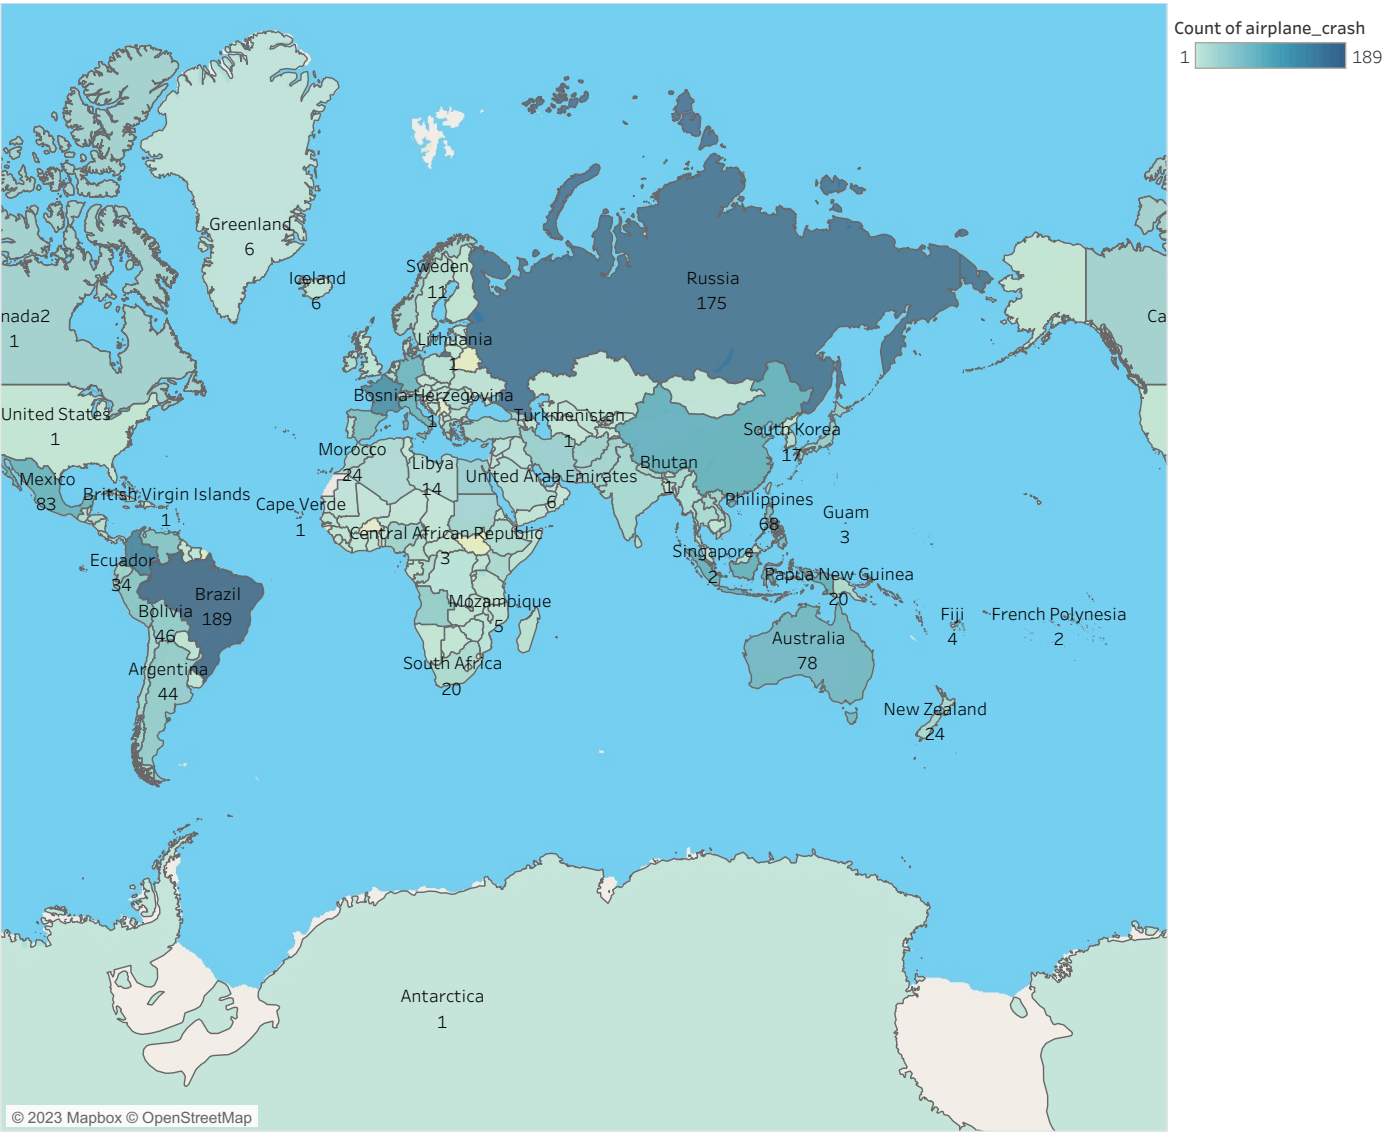 Count of airplane_crash
1
189
Greenland
6
Iceland
6
Sweden
11
Russia
175
nada2
1
Ca
Lithuania
1
Bosnia-Herzegovina
1
United States
1
Turkmenistan
1
South Korea
17
Morocco
24
Libya
14
Bhutan
1
United Arab Emirates
6
Mexico
83
British Virgin Islands
1
Cape Verde
1
Philippines
68
Guam
3
Central African Republic
3
Singapore
2
Ecuador
34
Papua New Guinea
20
Brazil
189
Mozambique
5
Bolivia
46
Fiji
4
French Polynesia
2
Australia
78
South Africa
20
Argentina
44
New Zealand
24
Antarctica
1
© 2023 Mapbox © OpenStreetMap